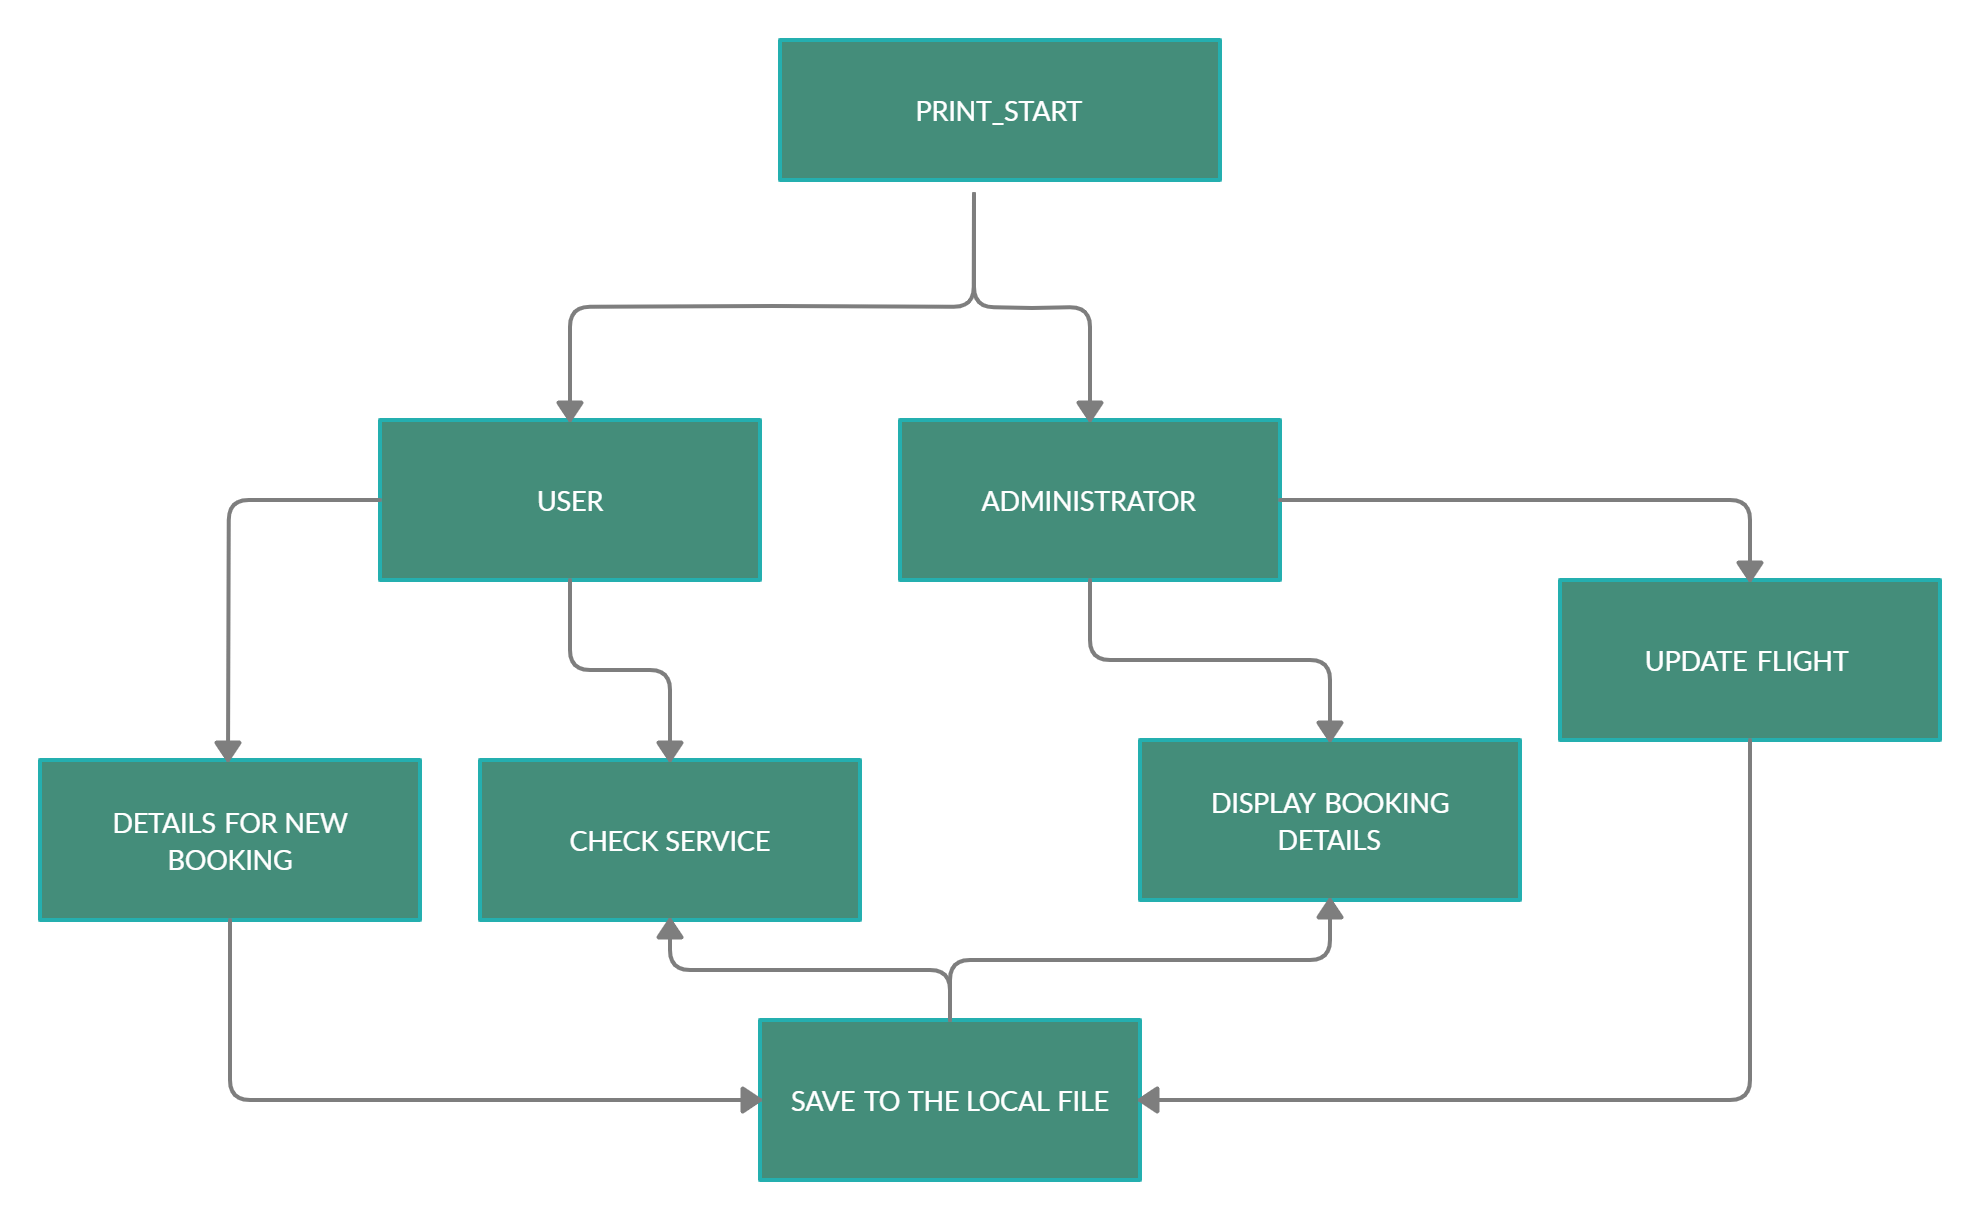 PRINT_START
USER
ADMINISTRATOR
UPDATE FLIGHT
DETAILS FOR NEW
BOOKING
CHECK SERVICE
DISPLAY BOOKING
DETAILS
SAVE TO THE LOCAL FILE